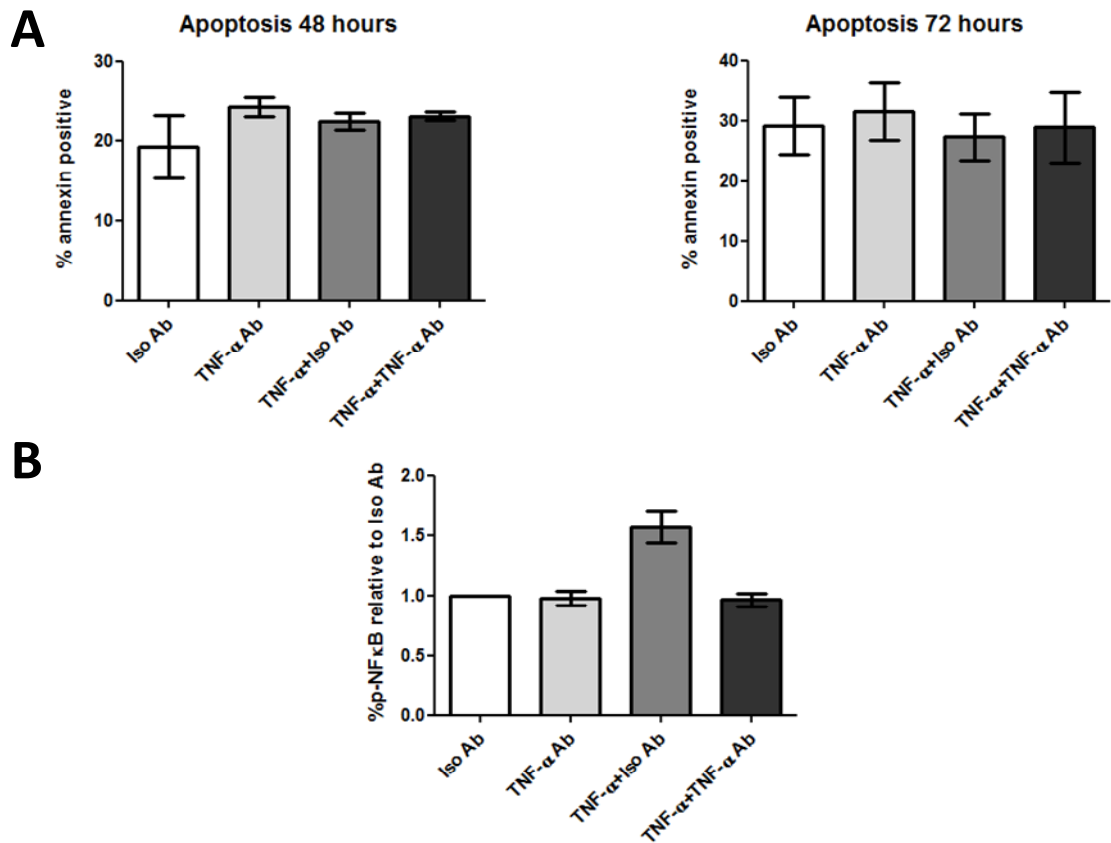 A
Apoptosis 48 hours
% annexin positive
30
20
10
0
Iso Ab
TNF-α Ab
TNF-α+Iso Ab
TNF-α+TNF-α Ab
Apoptosis 72 hours
% annexin positive
40
30
20
10
0
Iso Ab
TNF-α Ab
TNF-α+Iso Ab
TNF-α+TNF-α Ab
B
%p-NFκB relative to Iso Ab
2.0
1.5
1.0
0.5
0.0
Iso Ab
TNF-α Ab
TNF-α+Iso Ab
TNF-α+TNF-α Ab